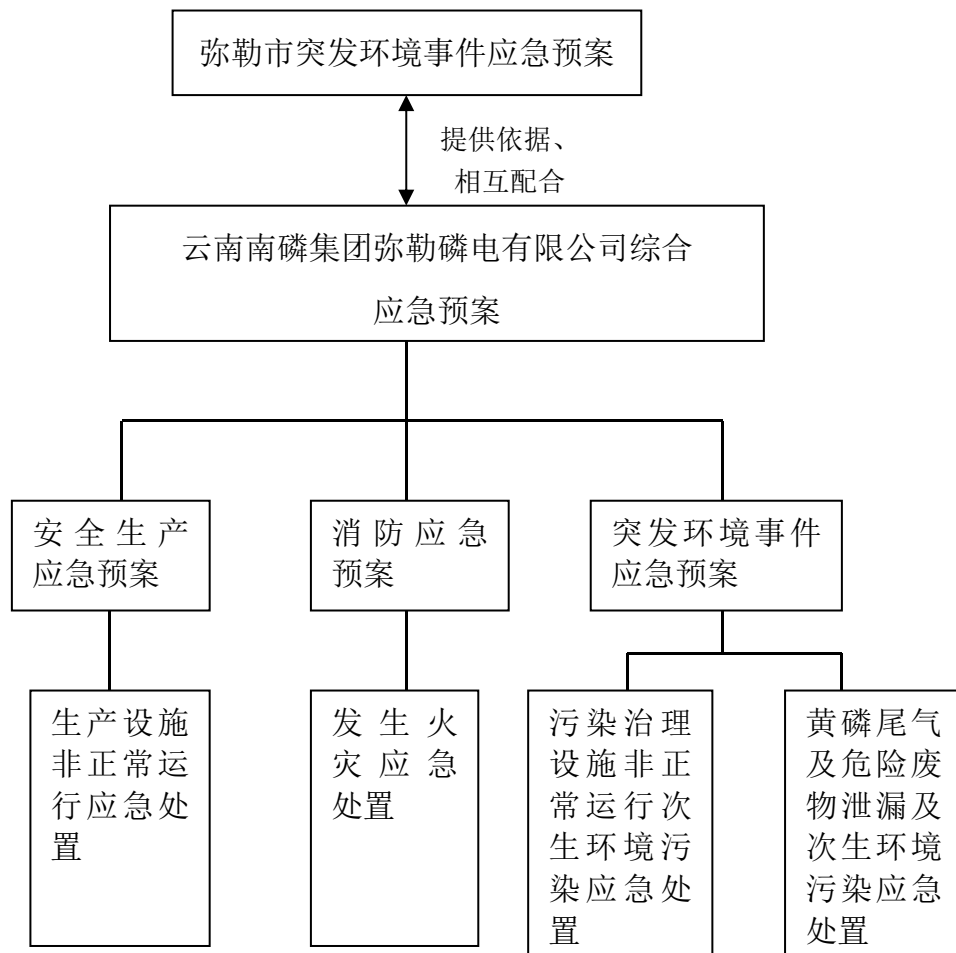 弥勒市突发环境事件应急预案
提供依据、
相互配合
云南南磷集团弥勒磷电有限公司综合
应急预案
安全生产
应急预案
消防应急
预案
突发环境事件
应急预案
生产设施
非正常运
行应急处
置
发生火
灾应急
处置
污染治理
设施非正
常运行次
生环境污
染应急处
置
黄磷尾气
及危险废
物泄漏及
次生环境
污染应急
处置